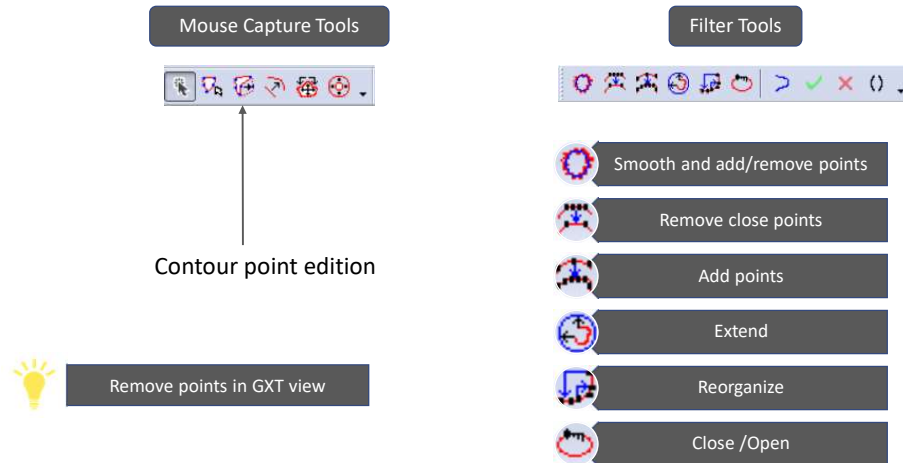 Mouse Capture Tools
Filter Tools
Contour point edition
Remove points in GXT view
Smooth and add/remove points
Remove close points
Add points
Extend
Reorganize
Close /Open